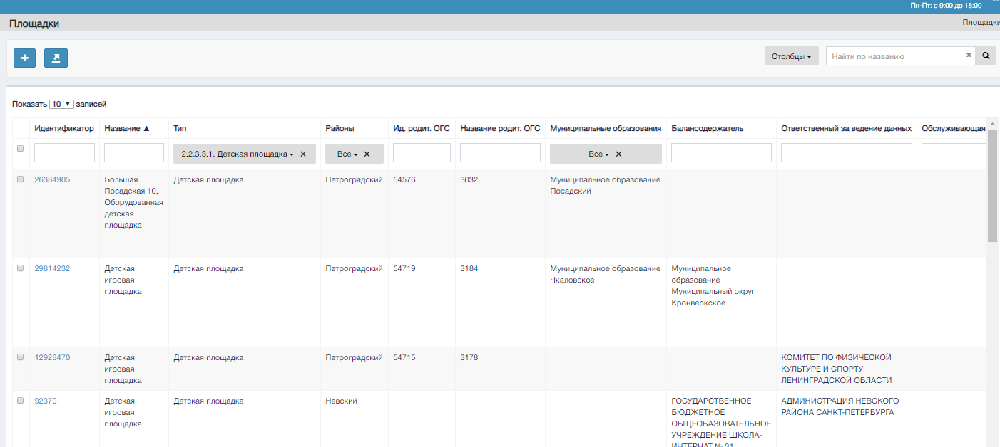 Пн-Пт: с 9:00 до 18:00
Площадки
Площадки
Столбцы
Найти по названию
Показать 10 записей
Идентификатор Название ▲ Тип Районы Ид. родит. ОГС Название родит. ОГС Муниципальные образования Балансодержатель Ответственный за ведение данных Обслуживающая
2.2.3.3.1. Детская площадка Все Все
26384905 Большая Детская площадка Петроградский 54576 3032 Муниципальное образование
Посадская 10, Посадский
Оборудованная
детская
площадка
29814232 Детская Детская площадка Петроградский 54719 3184 Муниципальное образование Муниципальное
игровая Чкаловское образование
площадка Муниципальный округ
Кронверкское
12928470 Детская Детская площадка Петроградский 54715 3178 КОМИТЕТ ПО ФИЗИЧЕСКОЙ
игровая КУЛЬТУРЕ И СПОРТУ
площадка ЛЕНИНГРАДСКОЙ ОБЛАСТИ
92370 Детская Детская площадка Невский ГОСУДАРСТВЕННОЕ АДМИНИСТРАЦИЯ НЕВСКОГО
игровая БЮДЖЕТНОЕ РАЙОНА САНКТ-ПЕТЕРБУРГА
площадка ОБЩЕОБАЗОВАТЕЛЬНОЕ
УЧРЕЖДЕНИЕ ШКОЛА-
ИНТЕРНАТ № 31